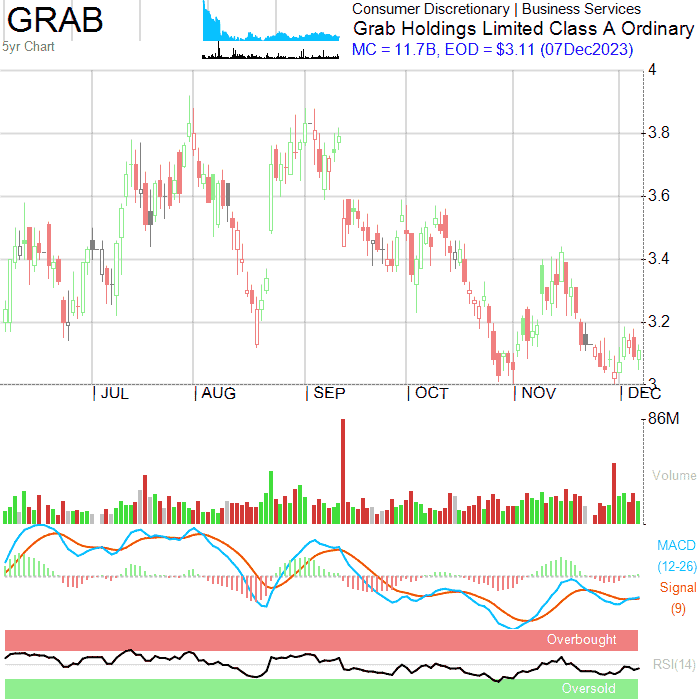 GRAB
5yr Chart
Consumer Discretionary | Business Services
Grab Holdings Limited Class A Ordinary
MC = 11.7B, EOD = $3.11 (07Dec2023)
4
3.8
3.6
3.4
3.2
3
JUL AUG SEP OCT NOV DEC
86M
Volume
MACD
(12-26)
Signal
(9)
Overbought
RSI(14)
Oversold